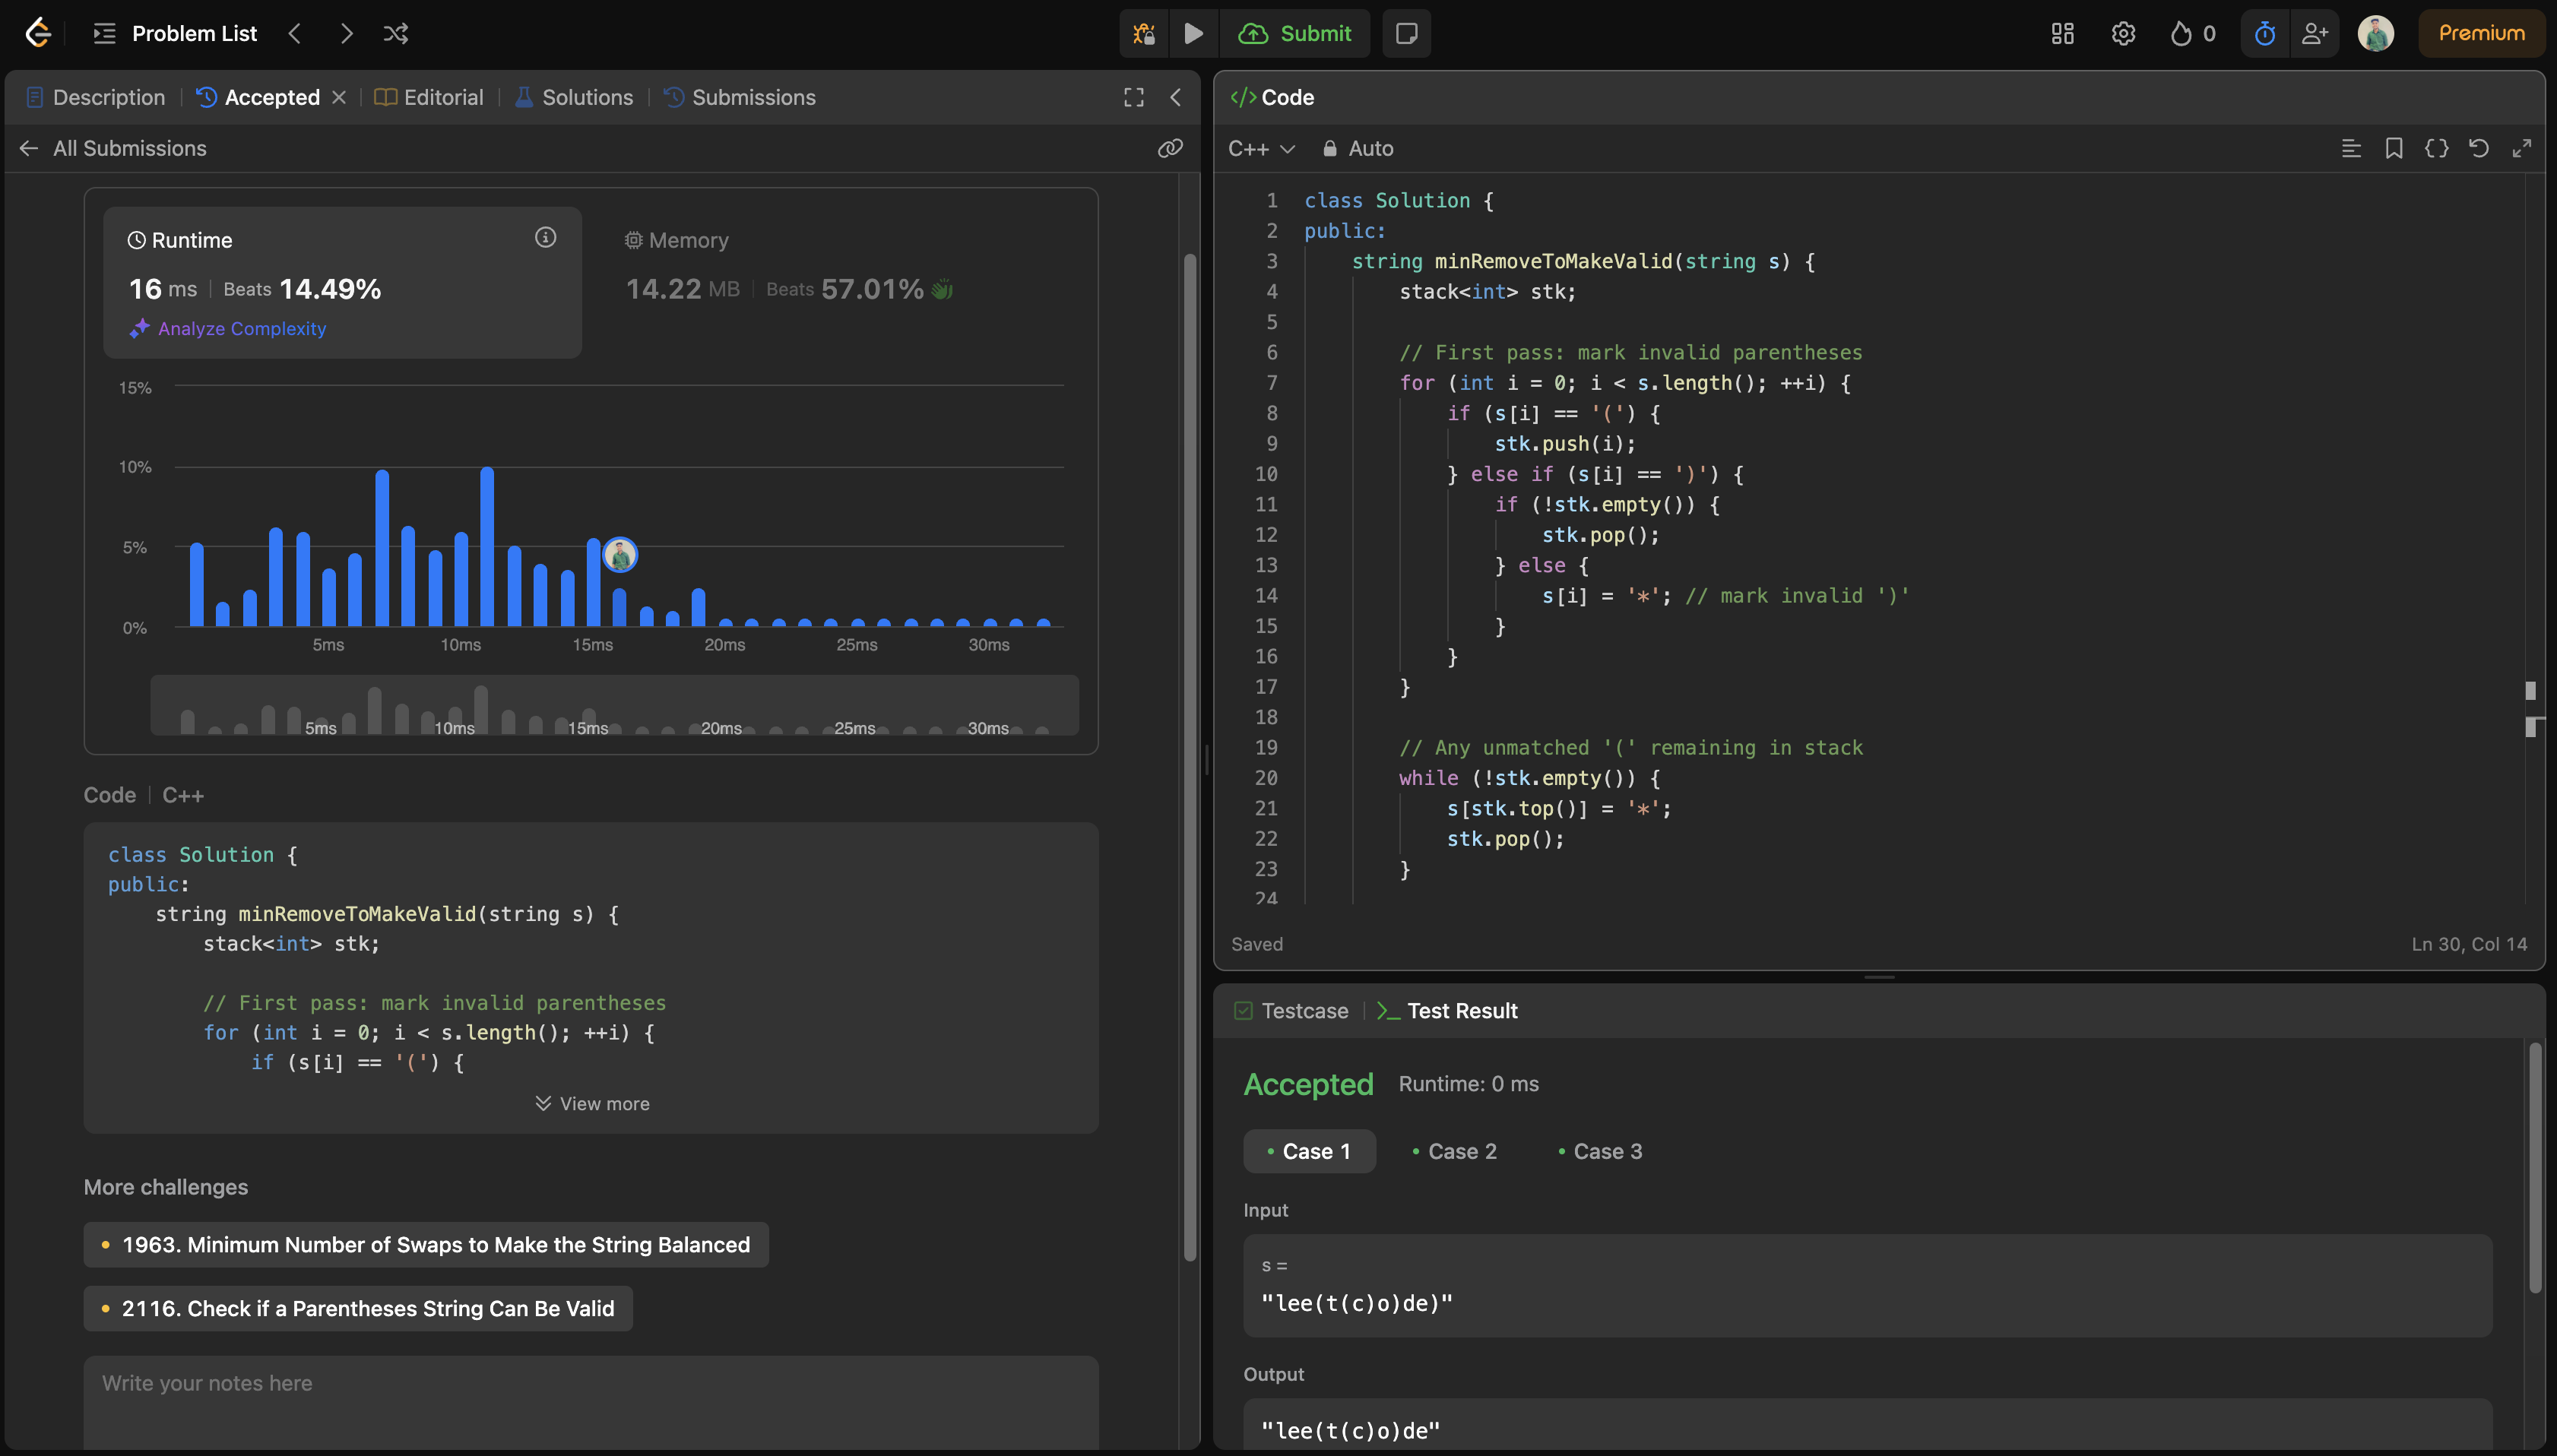 Problem List
Submit
0
Premium
Description
Accepted
Editorial
Solutions
Submissions
All Submissions
Runtime
16 ms
Beats 14.49%
Analyze Complexity
Memory
14.22 MB
Beats 57.01%
15%
10%
5%
0%
5ms 10ms 15ms 20ms 25ms 30ms
5ms 10ms 15ms 20ms 25ms 30ms
Code
C++
class Solution {
public:
    string minRemoveToMakeValid(string s) {
        stack<int> stk;
        // First pass: mark invalid parentheses
        for (int i = 0; i < s.length(); ++i) {
            if (s[i] == '(') {
View more
More challenges
1963. Minimum Number of Swaps to Make the String Balanced
2116. Check if a Parentheses String Can Be Valid
Write your notes here
</> Code
C++
Auto
1 class Solution {
2 public:
3     string minRemoveToMakeValid(string s) {
4         stack<int> stk;
5
6         // First pass: mark invalid parentheses
7         for (int i = 0; i < s.length(); ++i) {
8             if (s[i] == '(') {
9                 stk.push(i);
10             } else if (s[i] == ')') {
11                 if (!stk.empty()) {
12                     stk.pop();
13                 } else {
14                     s[i] = '*'; // mark invalid ')'
15                 }
16             }
17         }
18
19         // Any unmatched '(' remaining in stack
20         while (!stk.empty()) {
21             s[stk.top()] = '*';
22             stk.pop();
23         }
24
Saved
Ln 30, Col 14
Testcase
Test Result
Accepted
Runtime: 0 ms
Case 1
Case 2
Case 3
Input
s =
"lee(t(c)o)de)"
Output
"lee(t(c)o)de"